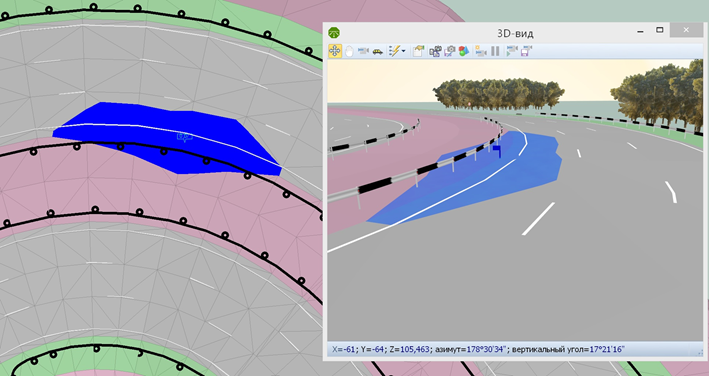 3D-вид
X=-61; Y=-64; Z=105,463; азимут=178°30'34"; вертикальный угол=17°21'16"